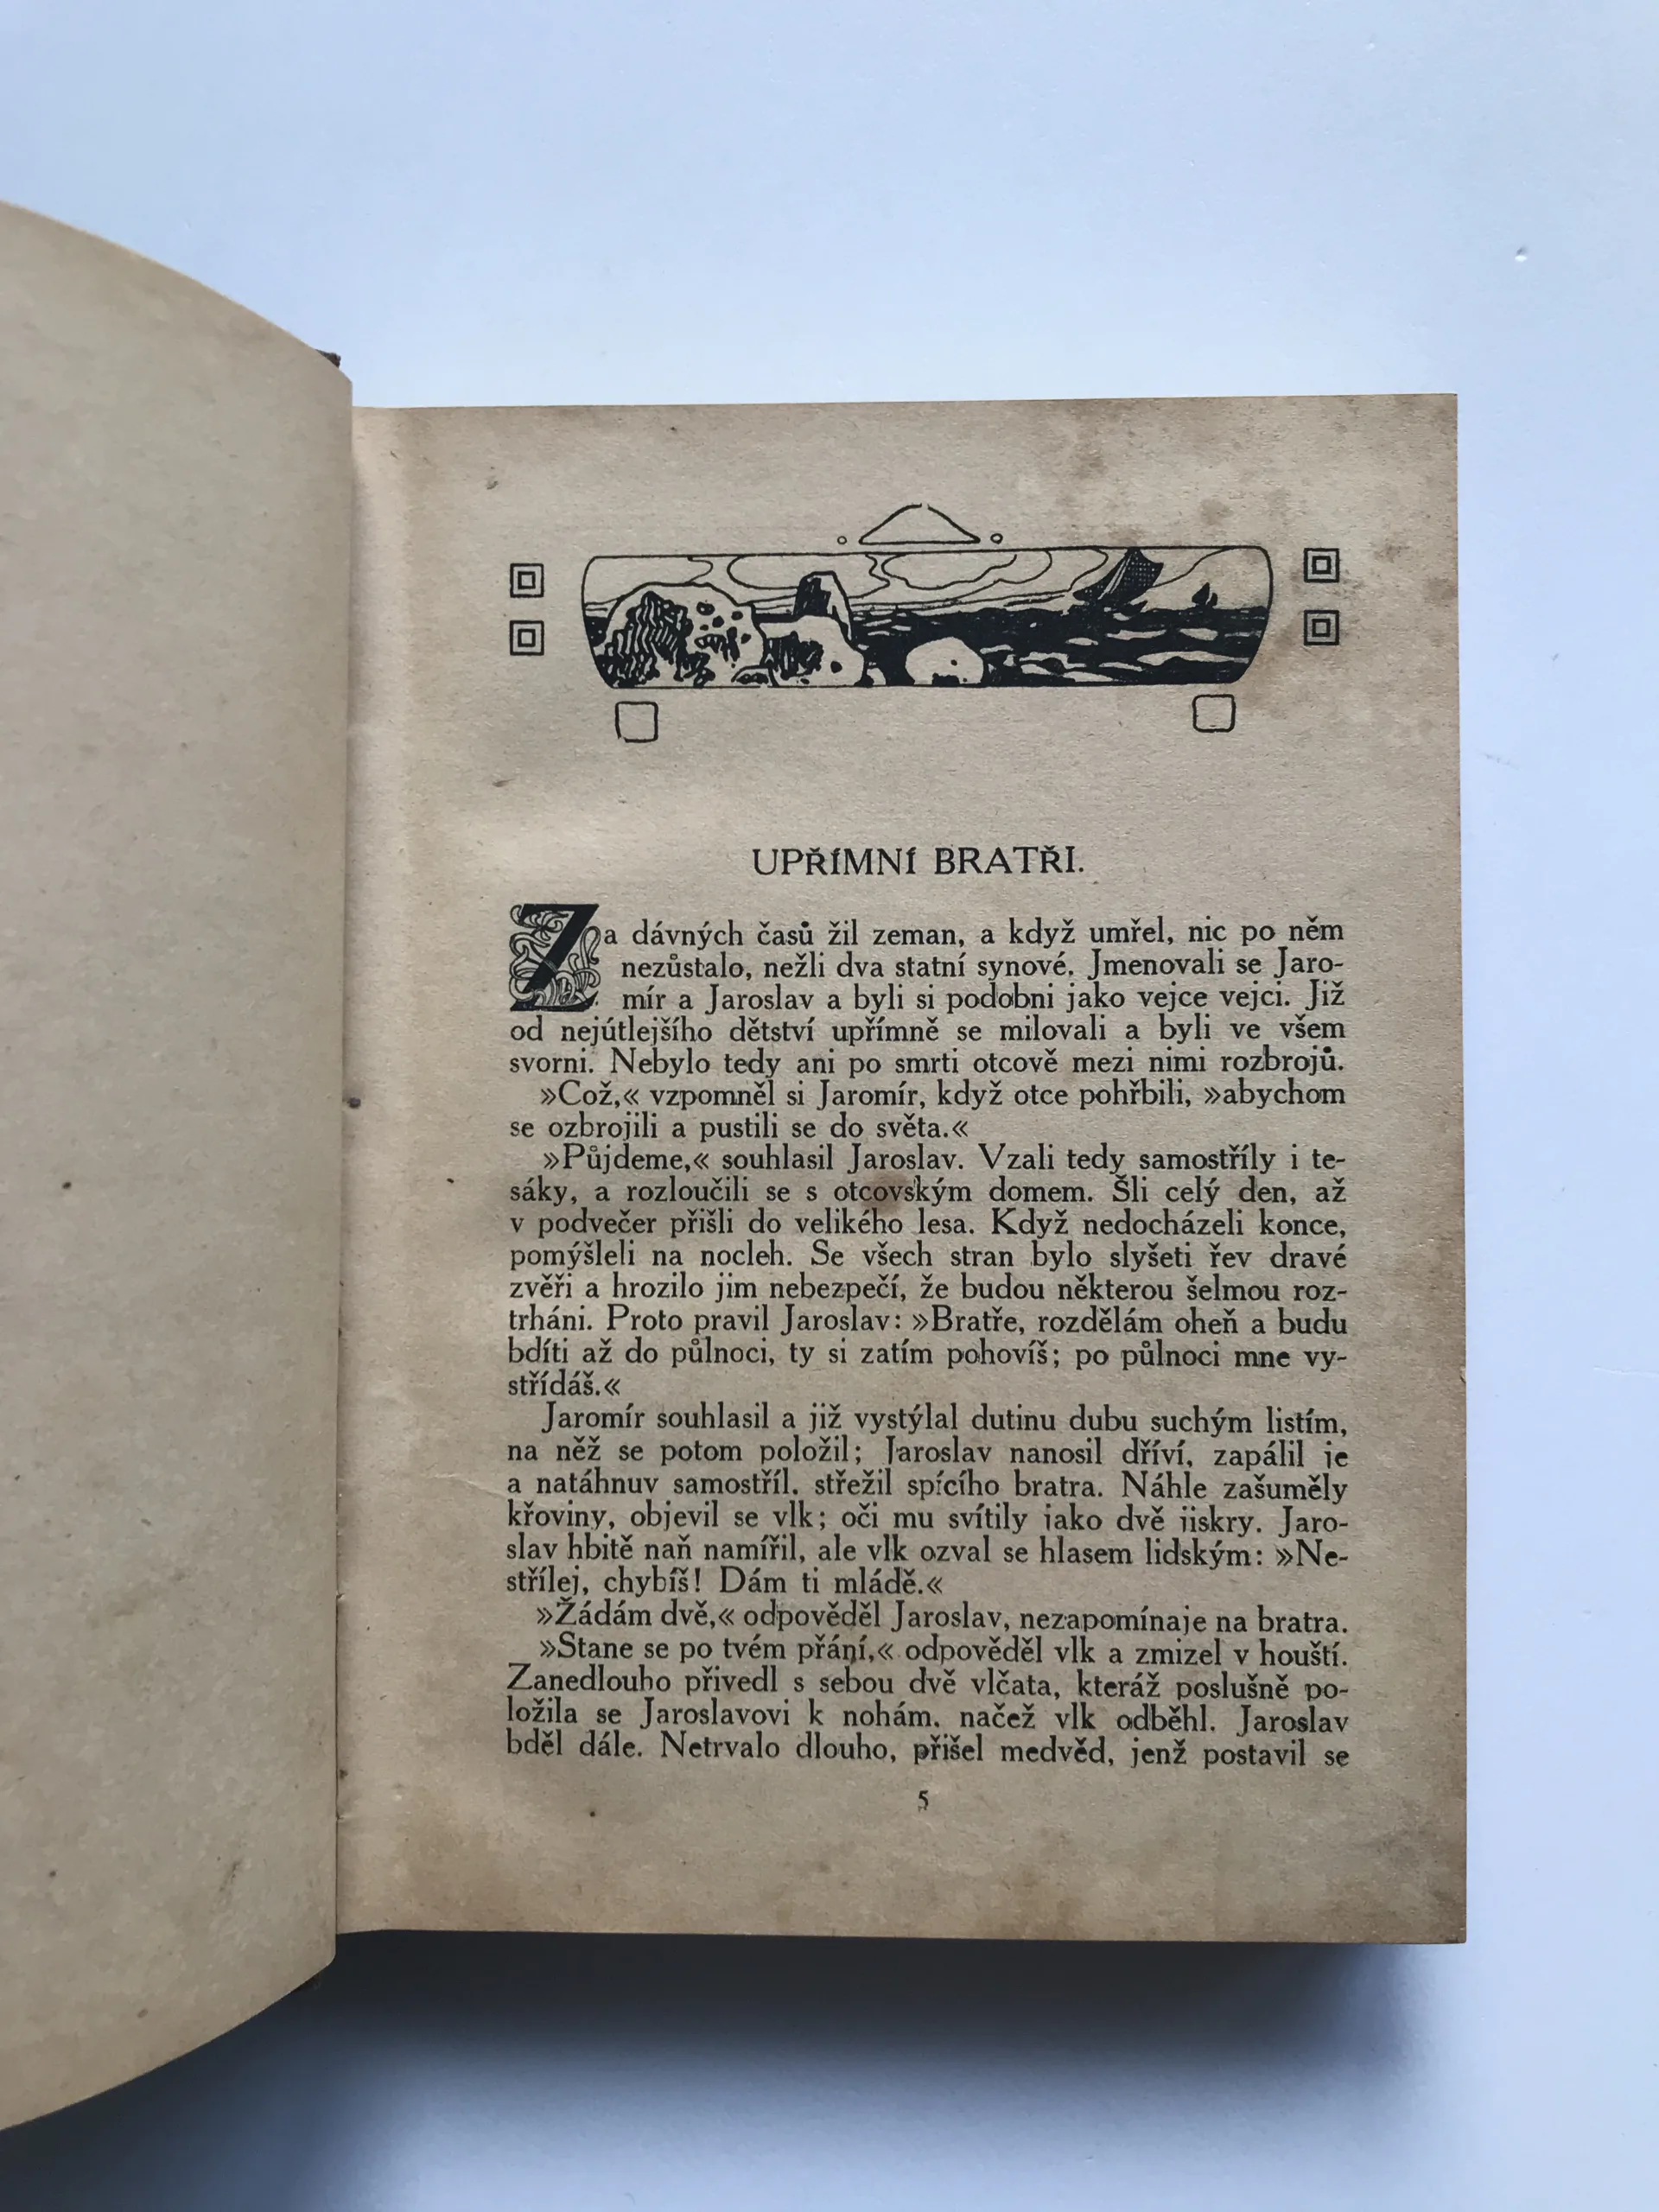 UPŘÍMNÍ BRATŘI.
Za dávných časů žil zeman, a když umřel, nic po něm
nezůstalo, nežli dva statní synové. Jmenovali se Jaro-
mír a Jaroslav a byli si podobni jako vejce vejci. Již
od nejútlejšího dětství upřímně se milovali a byli ve všem
svorni. Nebylo tedy ani po smrti otcově mezi nimi rozbrojů.
»Což,« vzpomněl si Jaromír, když otce pohřbili, »abychom
se ozbrojili a pustili se do světa.«
»Půjdeme,« souhlasil Jaroslav. Vzali tedy samostříly i te-
sáky, a rozloučili se s otcovským domem. Šli celý den, až
v podvečer přišli do velikého lesa. Když nedocházeli konce,
pomýšleli na nocleh. Se všech stran bylo slyšeti řev dravé
zvěři a hrozilo jim nebezpečí, že budou některou šelmou roz-
trháni. Proto pravil Jaroslav: »Bratře, rozdělám oheň a budu
bdíti až do půlnoci, ty si zatím pohovíš; po půlnoci mne vy-
střídáš.«
Jaromír souhlasil a již vystýlal dutinu dubu suchým listím,
na něž se potom položil; Jaroslav nanosil dříví, zapálil je
a natáhnuv samostříl, střežil spícího bratra. Náhle zašuměly
křoviny, objevil se vlk; oči mu svítily jako dvě jiskry. Jaro-
slav hbitě naň namířil, ale vlk ozval se hlasem lidským: »Ne-
střílej, chybíš! Dám ti mládě.«
»Žádám dvě,« odpověděl Jaroslav, nezapomínaje na bratra.
»Stane se po tvém přání,« odpověděl vlk a zmizel v houští.
Zanedlouho přivedl s sebou dvě vlčata, kteráž poslušně po-
ložila se Jaroslavovi k nohám, načež vlk odběhl. Jaroslav
bděl dále. Netrvalo dlouho, přišel medvěd, jenž postavil se
5